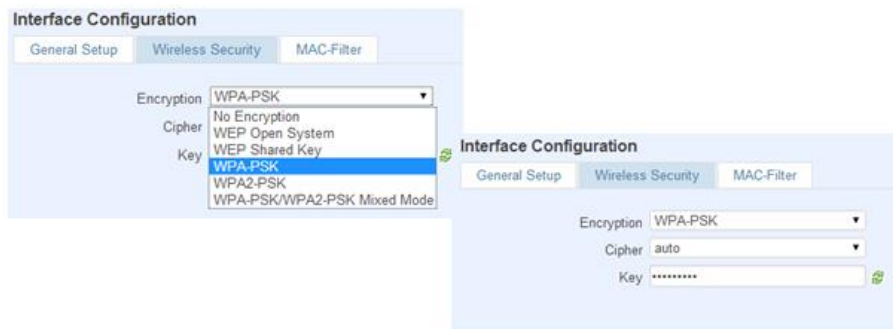 Interface Configuration
General Setup Wireless Security MAC-Filter
Encryption WPA-PSK
Cipher
Key
No Encryption
WEP Open System
WEP Shared Key
WPA-PSK
WPA2-PSK
WPA-PSK/WPA2-PSK Mixed Mode
Interface Configuration
General Setup Wireless Security MAC-Filter
Encryption WPA-PSK
Cipher auto
Key •••••••••